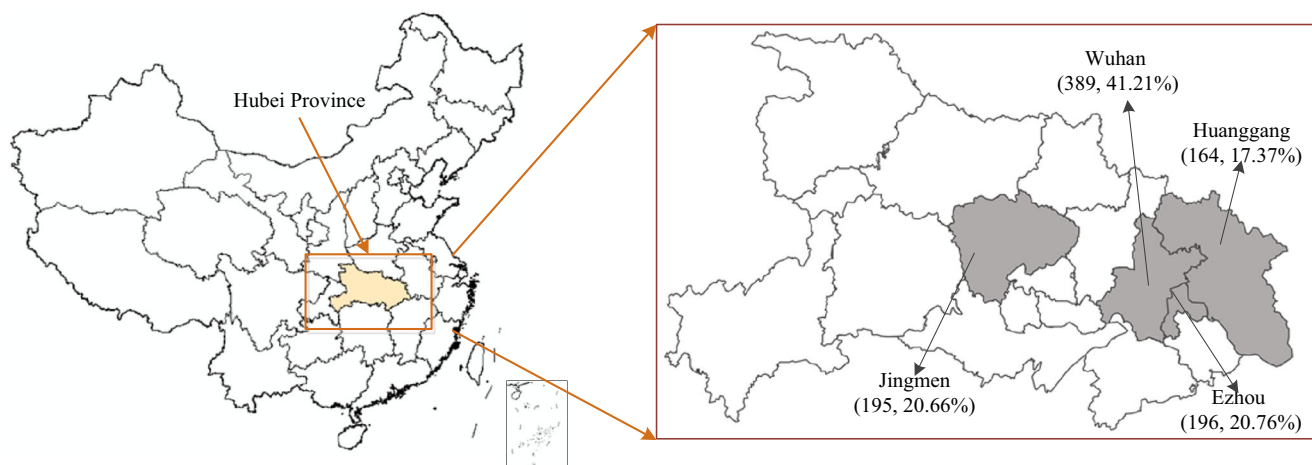 Hubei Province
Wuhan
(389, 41.21%)
Huanggang
(164, 17.37%)
Jingmen
(195, 20.66%)
Ezhou
(196, 20.76%)